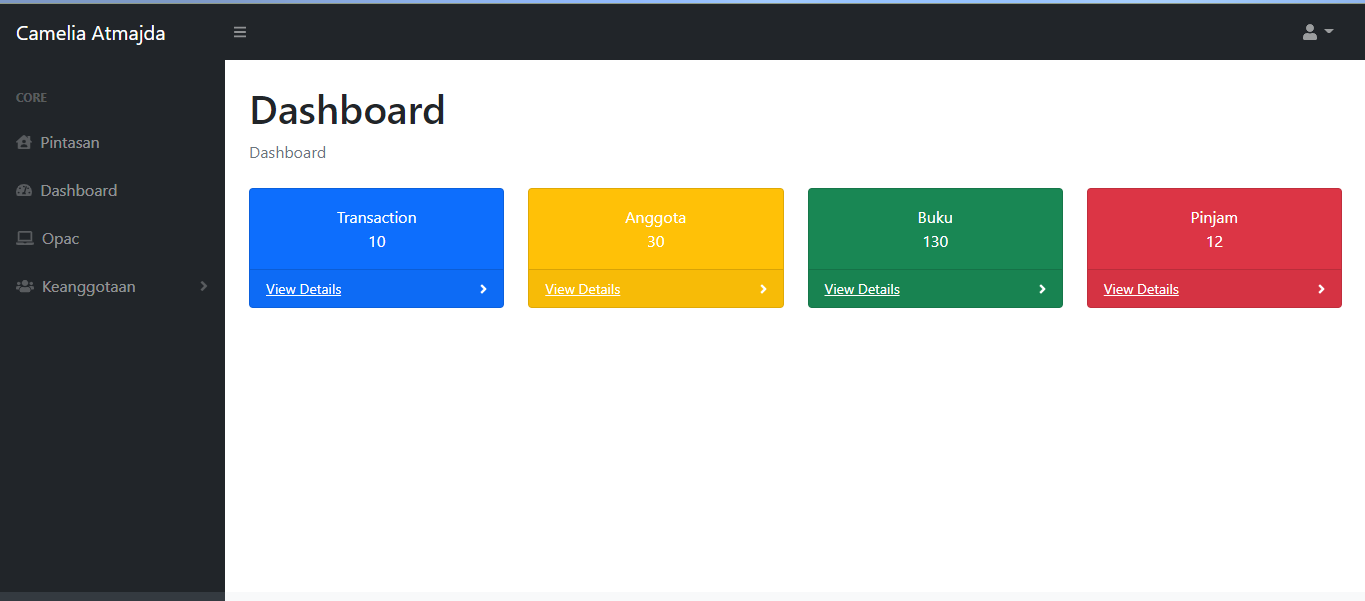 Camelia Atmajda
CORE
Pintasan
Dashboard
Opac
Keanggotaan
Dashboard
Dashboard
Transaction
10
View Details
Anggota
30
View Details
Buku
130
View Details
Pinjam
12
View Details